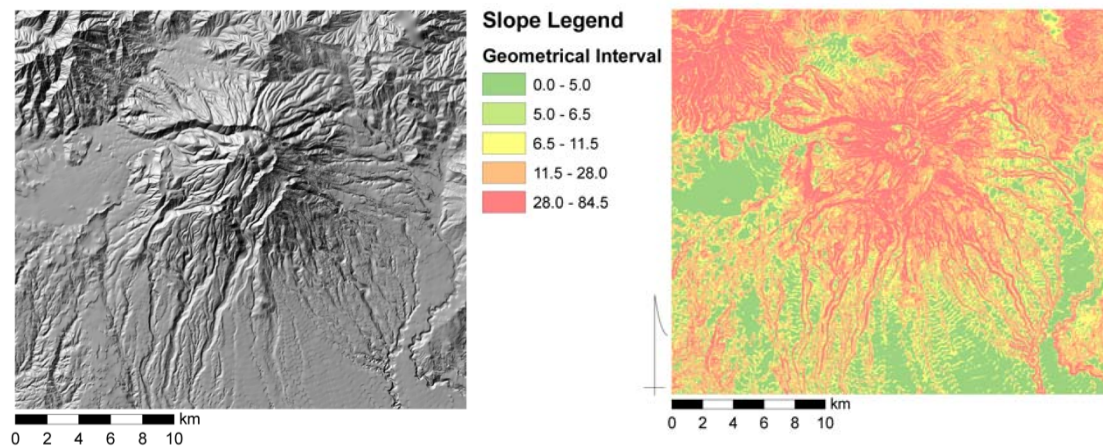 Slope Legend
Geometrical Interval
0.0 - 5.0
5.0 - 6.5
6.5 - 11.5
11.5 - 28.0
28.0 - 84.5
km
0 2 4 6 8 10
km
0 2 4 6 8 10